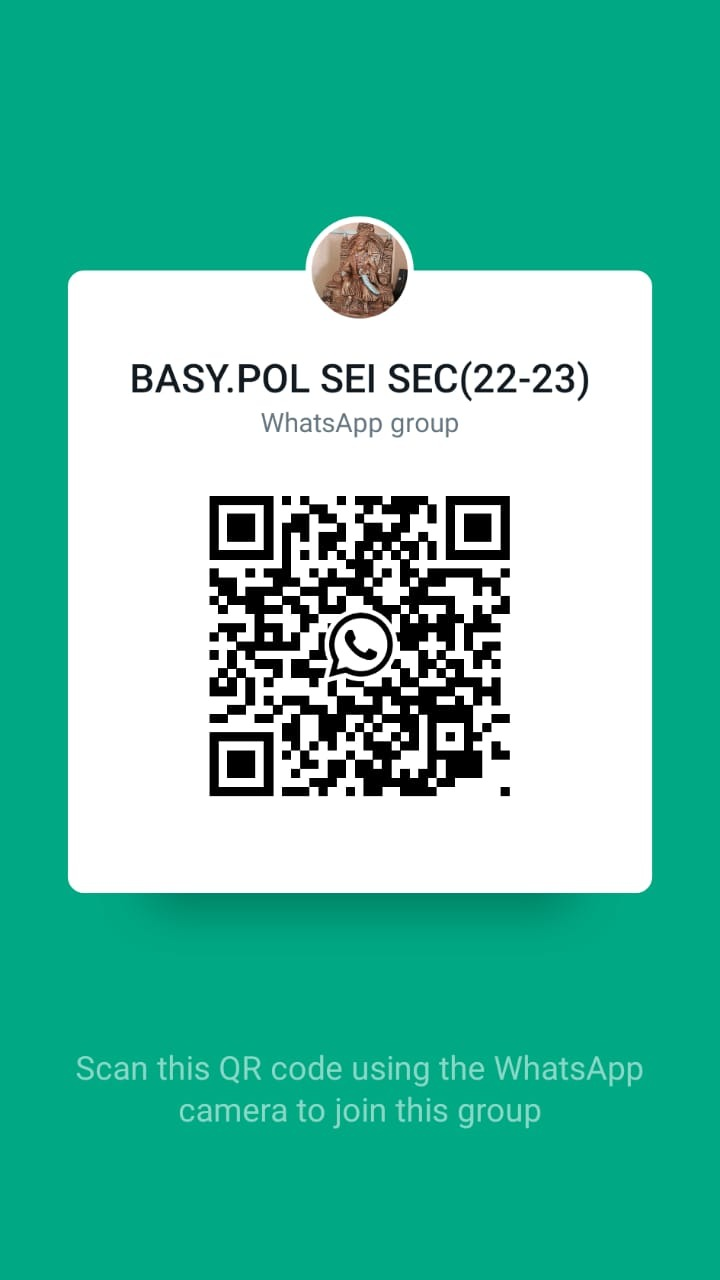 BASY.POL SEI SEC(22-23)
WhatsApp group
Scan this QR code using the WhatsApp
camera to join this group